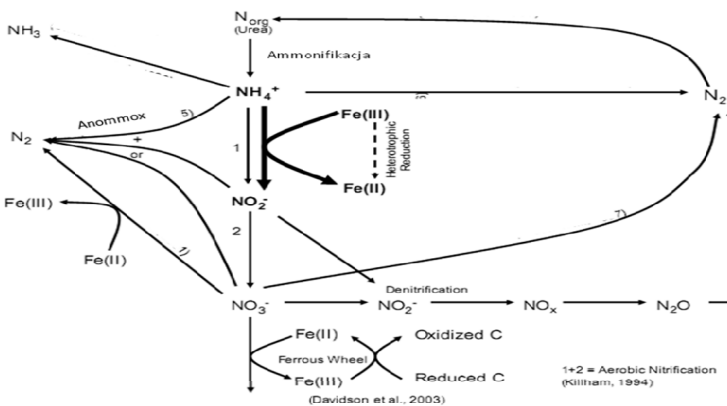 N org
(Urea)
NH3
Ammonifikacja
NH4+
N2
Anommox
5)
Fe(III)
N2
+
or
1
Heterotrophic
Reduction
Fe(II)
Fe(III)
NO2-
Fe(II)
1)
2
7)
Denitrification
NO3-
NO2-
NOx
N2O
Fe(II)
Oxidized C
Ferrous Wheel
Fe(III)
Reduced C
1+2 = Aerobic Nitrification
(Killham, 1994)
(Davidson et al., 2003)